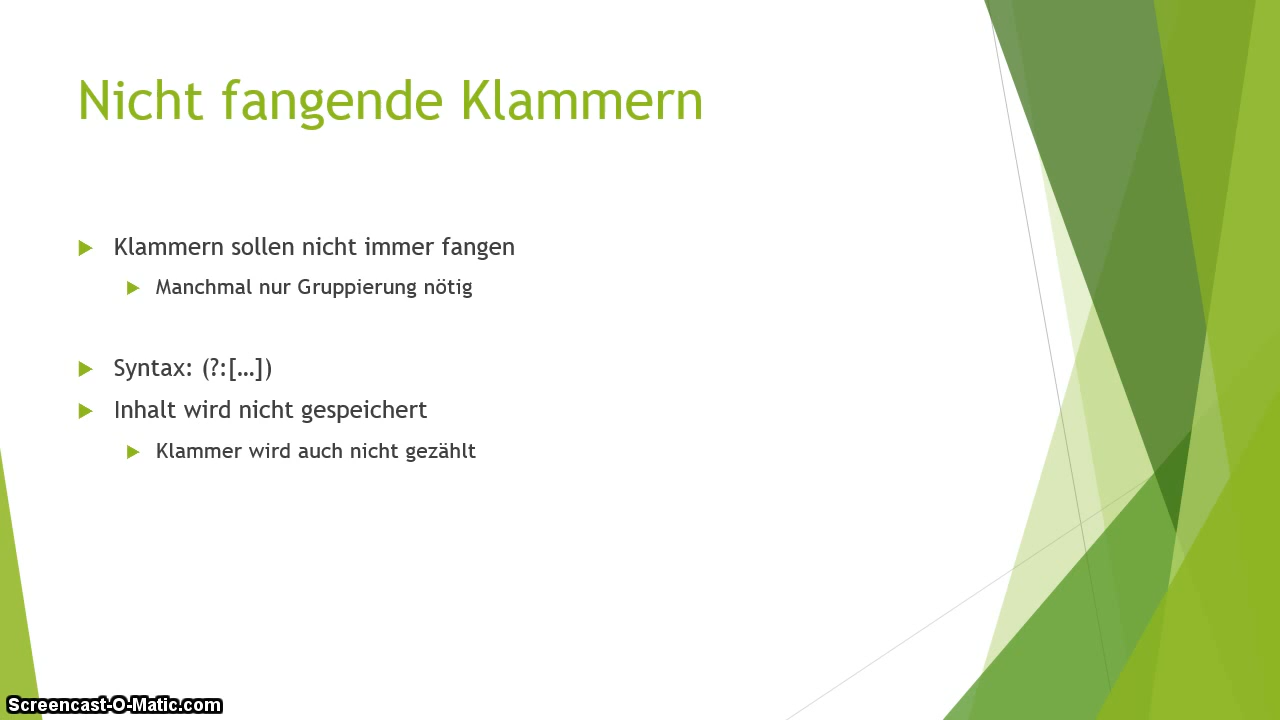 Nicht fangende Klammern
Klammern sollen nicht immer fangen
Manchmal nur Gruppierung nötig
Syntax: (?:[…])
Inhalt wird nicht gespeichert
Klammer wird auch nicht gezählt
Screencast-O-Matic.com